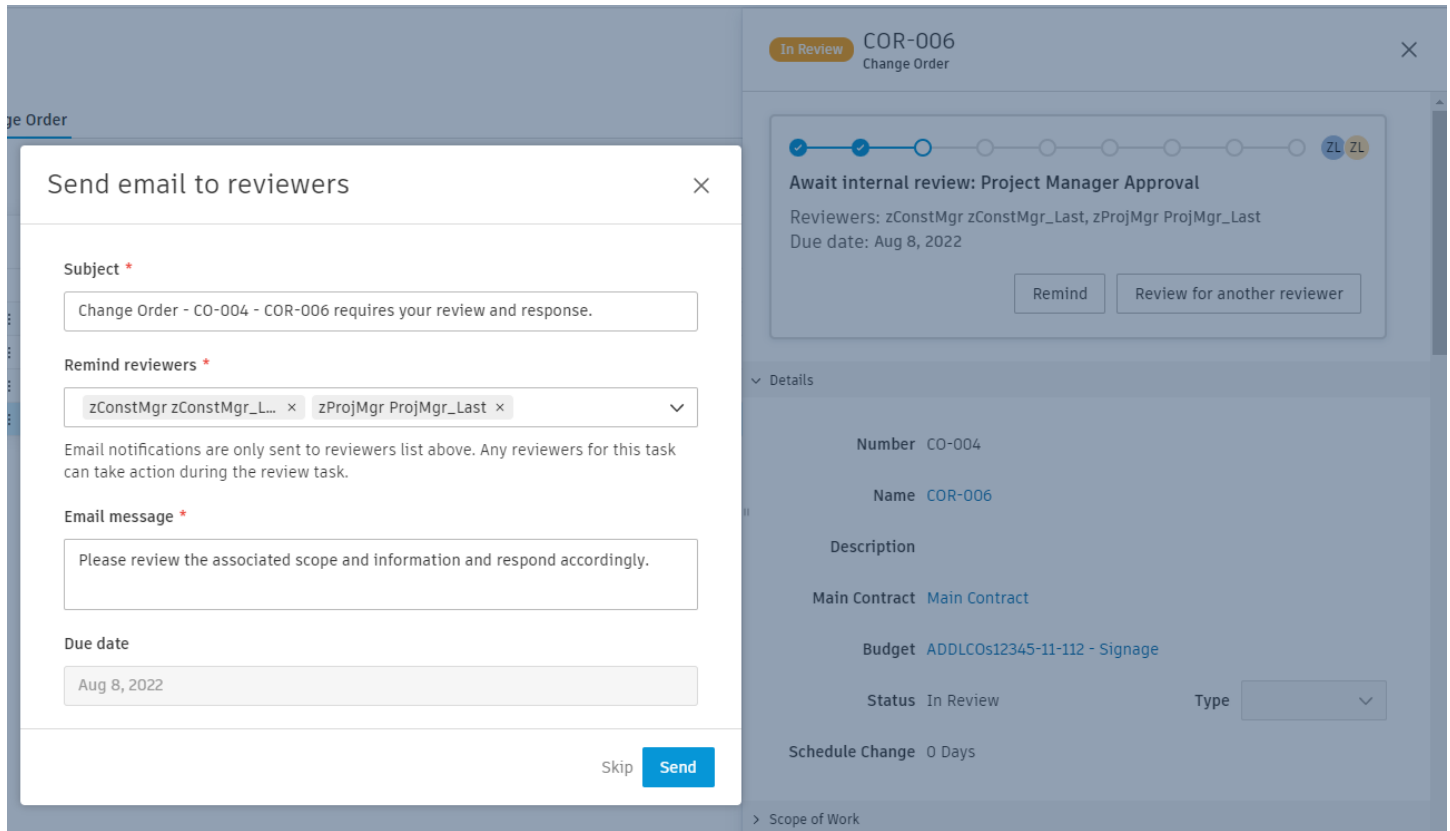 ge Order
Send email to reviewers
Subject *
Change Order - CO-004 - COR-006 requires your review and response.
Remind reviewers *
zConstMgr zConstMgr_L... × zProjMgr ProjMgr_Last ×
Email notifications are only sent to reviewers list above. Any reviewers for this task
can take action during the review task.
Email message *
Please review the associated scope and information and respond accordingly.
Due date
Aug 8, 2022
Skip Send
In Review COR-006
Change Order
ZL ZL
Await internal review: Project Manager Approval
Reviewers: zConstMgr zConstMgr_Last, zProjMgr ProjMgr_Last
Due date: Aug 8, 2022
Remind Review for another reviewer
Details
Number CO-004
Name COR-006
Description
Main Contract Main Contract
Budget ADDLCOs12345-11-112 - Signage
Status In Review Type
Schedule Change 0 Days
Scope of Work